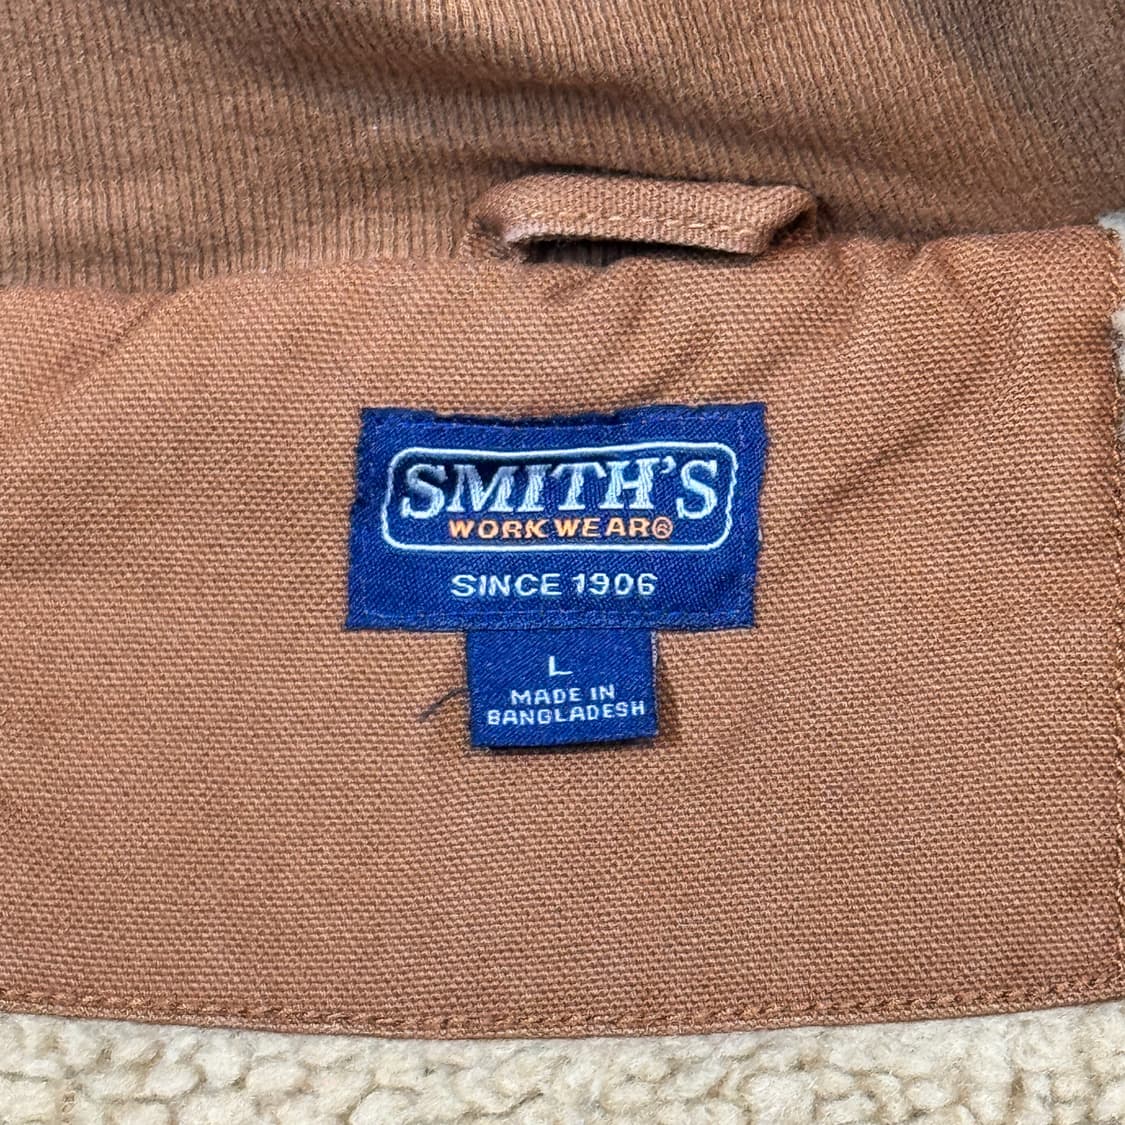 SMITH'S
WORKWEAR®
SINCE 1906
L
MADE IN
BANGLADESH